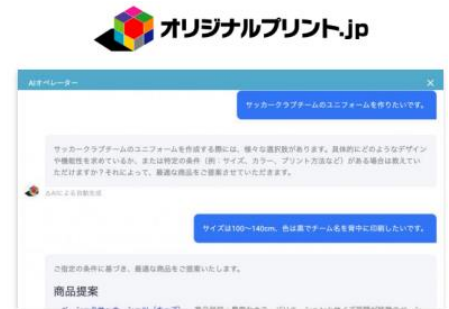 オリジナルプリント.jp
AIオペレーター
サッカークラブチームのユニフォームを作りたいです。
サッカークラブチームのユニフォームを作成する際には、様々な選択肢があります。具体的にどのようなデザイン
や機能性を求めているか、または特定の条件(例:サイズ、カラー、プリント方法など)がある場合は教えてい
ただけますか?それによって、最適な商品をご提案させていただきます。
AIによる自動生成
サイズは100~140cm、色は黒でチーム名を背中に印刷したいです。
ご指定の条件に基づき、最適な商品をご提案いたします。
商品提案